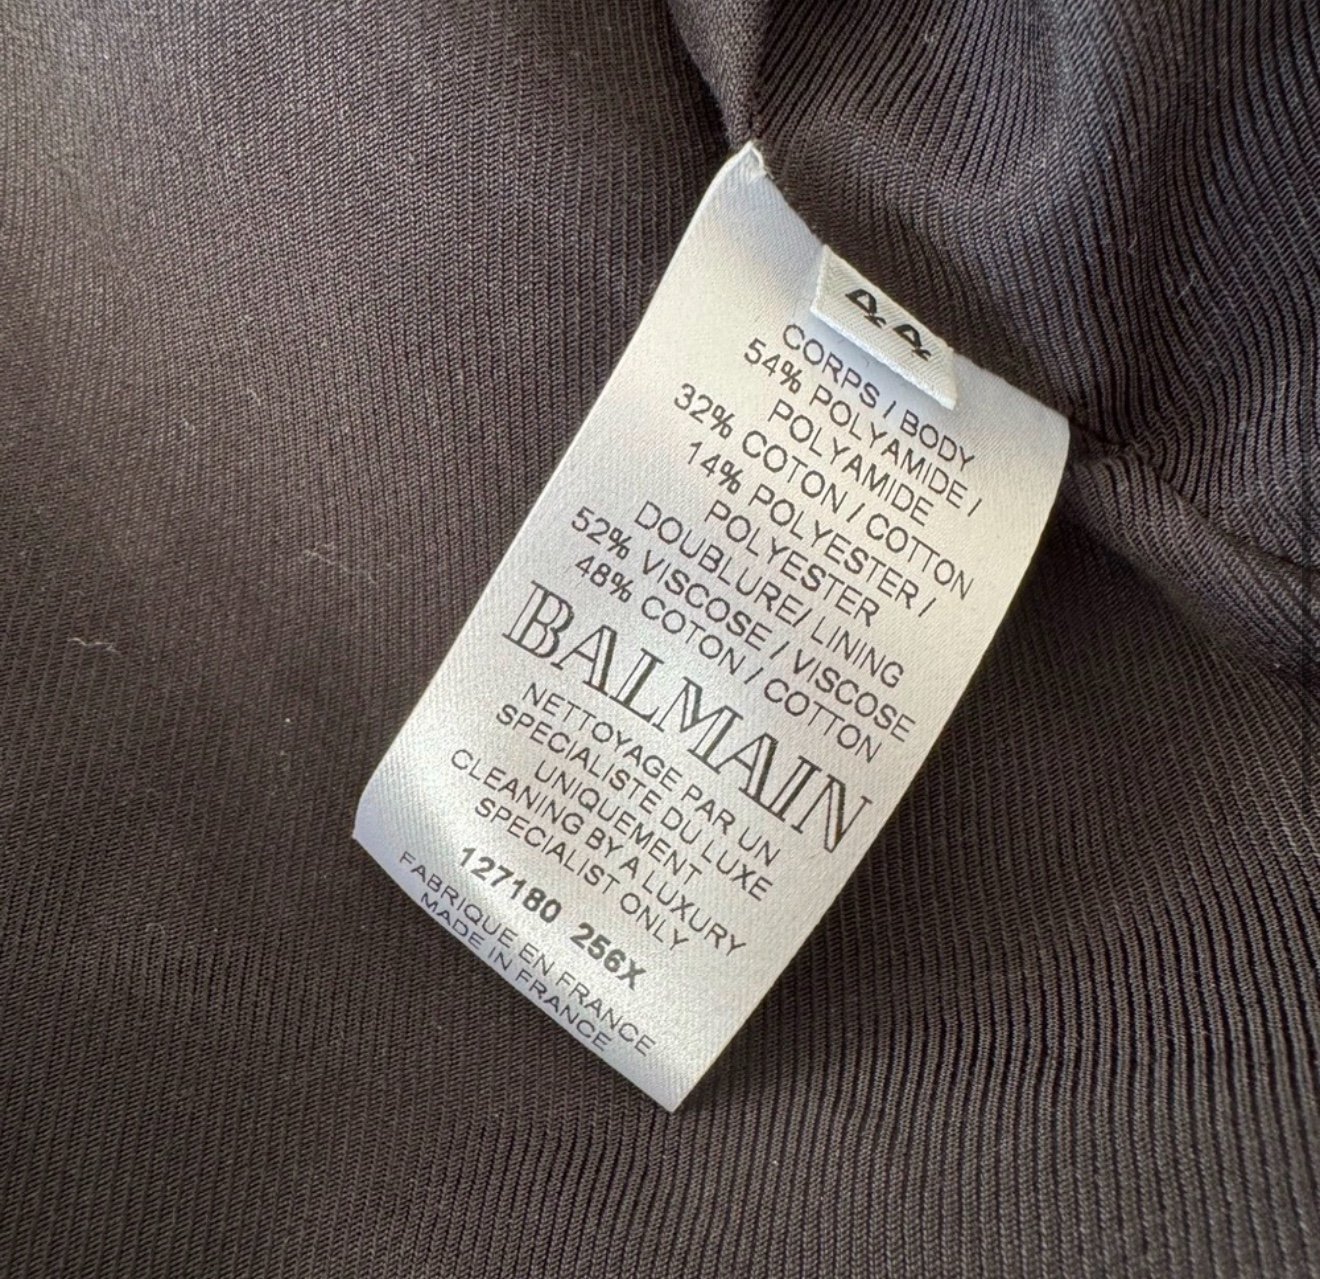 44
CORPS / BODY
54% POLYAMIDE /
POLYAMIDE
32% COTON / COTTON
14% POLYESTER /
POLYESTER
DOUBLURE/ LINING
52% VISCOSE / VISCOSE
48% COTON / COTTON
BALMAIN
NETTOYAGE PAR UN
SPECIALISTE DU LUXE
UNIQUEMENT
CLEANING BY A LUXURY
SPECIALIST ONLY
127180 256X
FABRIQUE EN FRANCE
MADE IN FRANCE